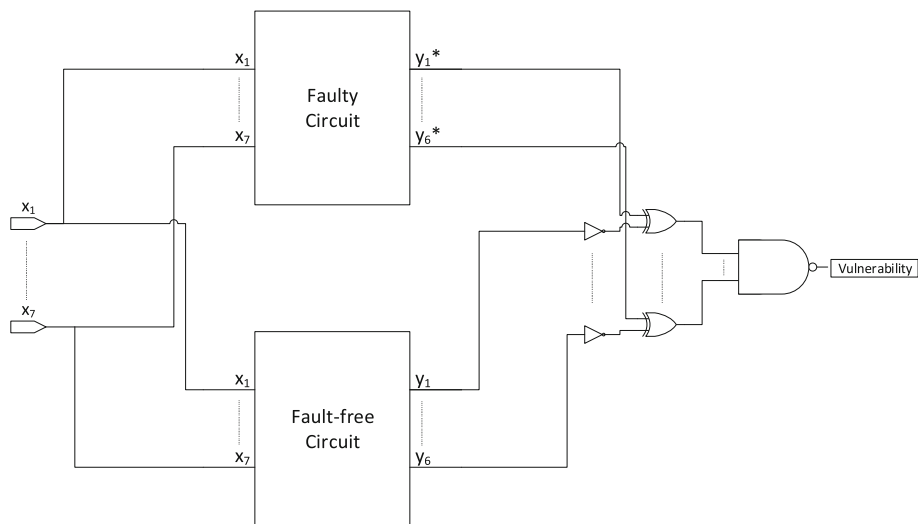 x₁ y₁*
Faulty
Circuit
x₇ y₆*
x₁
x₇
Vulnerability
x₁ y₁
Fault-free
Circuit
x₇ y₆